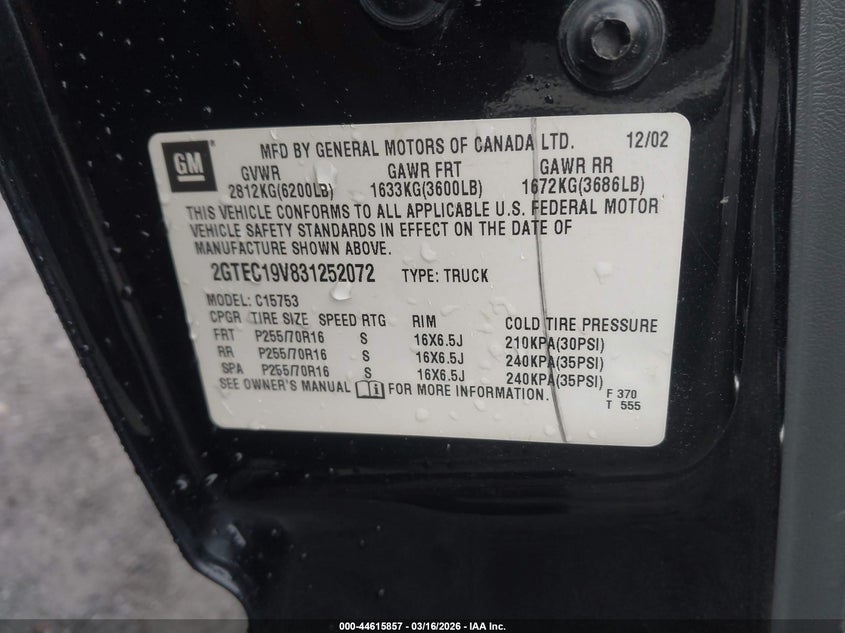 GM
MFD BY GENERAL MOTORS OF CANADA LTD. 12/02
GVWR GAWR FRT GAWR RR
2812KG(6200LB) 1633KG(3600LB) 1672KG(3686LB)
THIS VEHICLE CONFORMS TO ALL APPLICABLE U.S. FEDERAL MOTOR
VEHICLE SAFETY STANDARDS IN EFFECT ON THE DATE OF
MANUFACTURE SHOWN ABOVE.
2GTEC19V831252072 TYPE: TRUCK
MODEL: C15753
CPGR TIRE SIZE SPEED RTG RIM COLD TIRE PRESSURE
FRT P255/70R16 S 16X6.5J 210KPA(30PSI)
RR P255/70R16 S 16X6.5J 240KPA(35PSI)
SPA P255/70R16 S 16X6.5J 240KPA(35PSI)
SEE OWNER'S MANUAL FOR MORE INFORMATION.
F 370
T 555
000-44615857 - 03/16/2026 - IAA Inc.